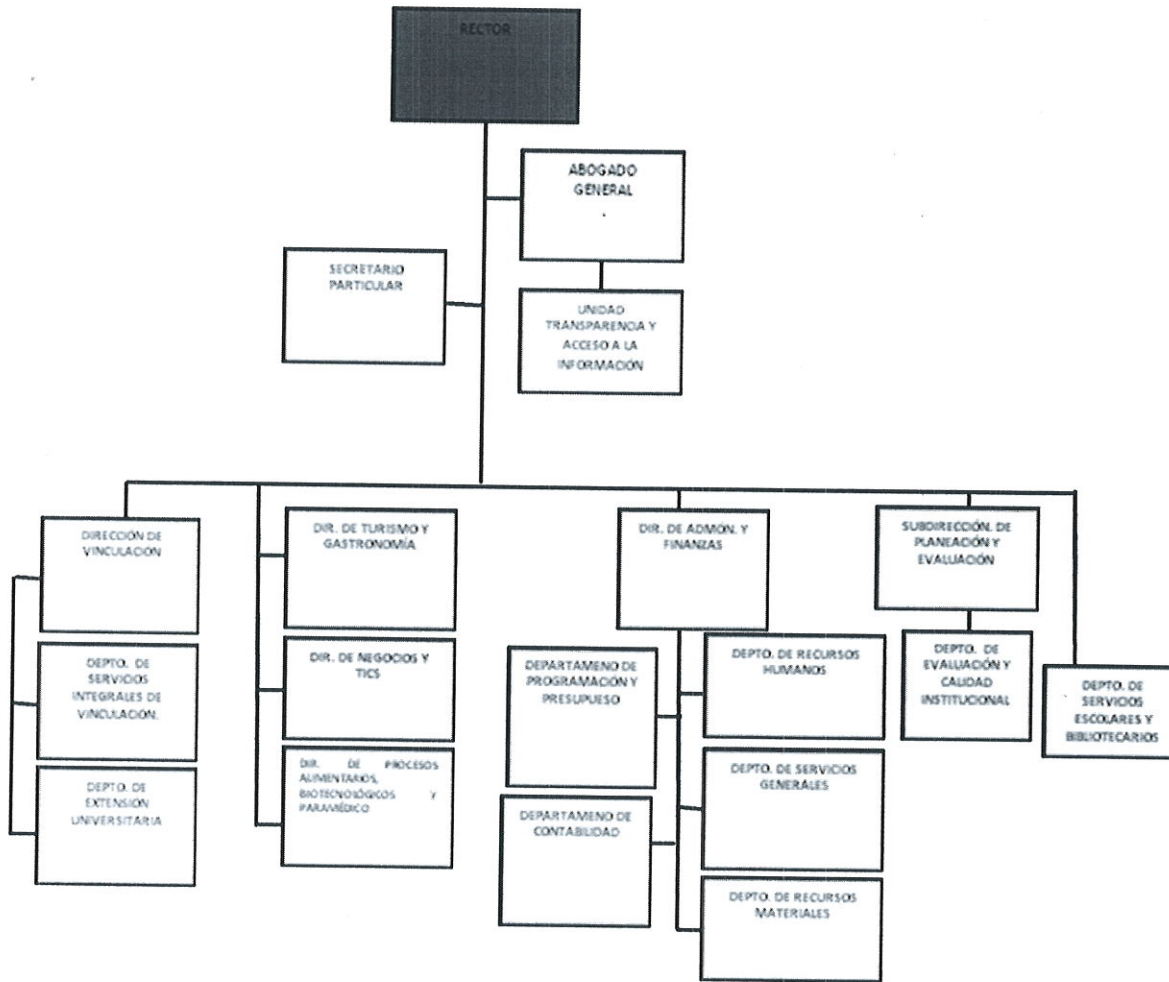 RECTOR
ABOGADO
GENERAL
SECRETARIO
PARTICULAR
UNIDAD
TRANSPARENCIA Y
ACCESO A LA
INFORMACIÓN
DIRECCIÓN DE
VINCULACIÓN
DEPTO. DE
SERVICIOS
INTEGRALES DE
VINCULACIÓN.
DEPTO. DE
EXTENSION
UNIVERSITARIA
DIR. DE TURISMO Y
GASTRONOMÍA
DIR. DE NEGOCIOS Y
TICS
DIR. DE PROCESOS
ALIMENTARIOS,
BIOTECNOLÓGICOS Y
PARAMÉDICO
DIR. DE ADMÓN. Y
FINANZAS
DEPARTAMENO DE
PROGRAMACIÓN Y
PRESUPUESO
DEPARTAMENO DE
CONTABILIDAD
DEPTO. DE RECURSOS
HUMANOS
DEPTO. DE SERVICIOS
GENERALES
DEPTO. DE RECURSOS
MATERIALES
SUBDIRECCIÓN. DE
PLANEACIÓN Y
EVALUACIÓN
DEPTO. DE
EVALUACIÓN Y
CALIDAD
INSTITUCIONAL
DEPTO. DE
SERVICIOS
ESCOLARES Y
BIBLIOTECARIOS